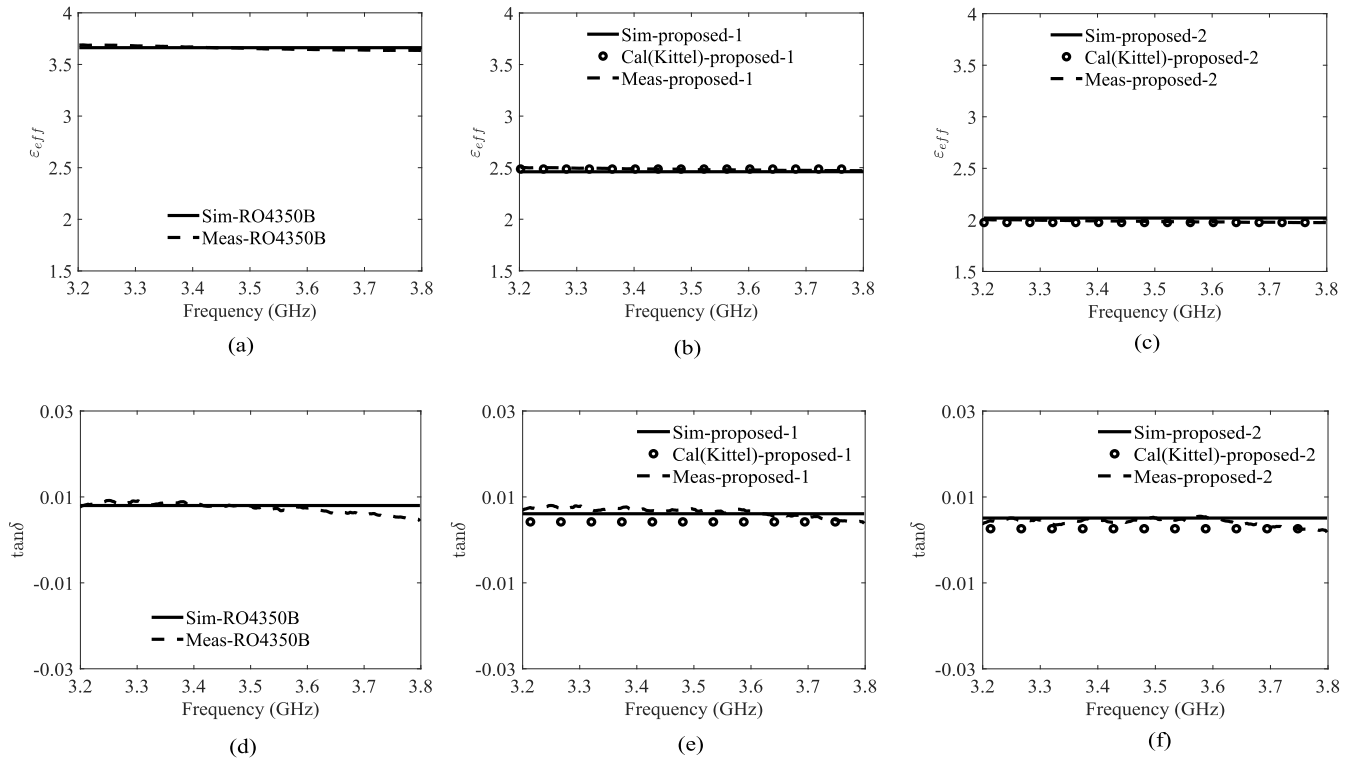 4
3.5
3
2.5
2
1.5
ε_eff
Sim-RO4350B
Meas-RO4350B
3.2 3.3 3.4 3.5 3.6 3.7 3.8
Frequency (GHz)
(a)
4
3.5
3
2.5
2
1.5
ε_eff
Sim-proposed-1
Cal(Kittel)-proposed-1
Meas-proposed-1
3.2 3.3 3.4 3.5 3.6 3.7 3.8
Frequency (GHz)
(b)
4
3.5
3
2.5
2
1.5
ε_eff
Sim-proposed-2
Cal(Kittel)-proposed-2
Meas-proposed-2
3.2 3.3 3.4 3.5 3.6 3.7 3.8
Frequency (GHz)
(c)
0.03
0.01
-0.01
-0.03
tanδ
Sim-RO4350B
Meas-RO4350B
3.2 3.3 3.4 3.5 3.6 3.7 3.8
Frequency (GHz)
(d)
0.03
0.01
-0.01
-0.03
tanδ
Sim-proposed-1
Cal(Kittel)-proposed-1
Meas-proposed-1
3.2 3.3 3.4 3.5 3.6 3.7 3.8
Frequency (GHz)
(e)
0.03
0.01
-0.01
-0.03
tanδ
Sim-proposed-2
Cal(Kittel)-proposed-2
Meas-proposed-2
3.2 3.3 3.4 3.5 3.6 3.7 3.8
Frequency (GHz)
(f)